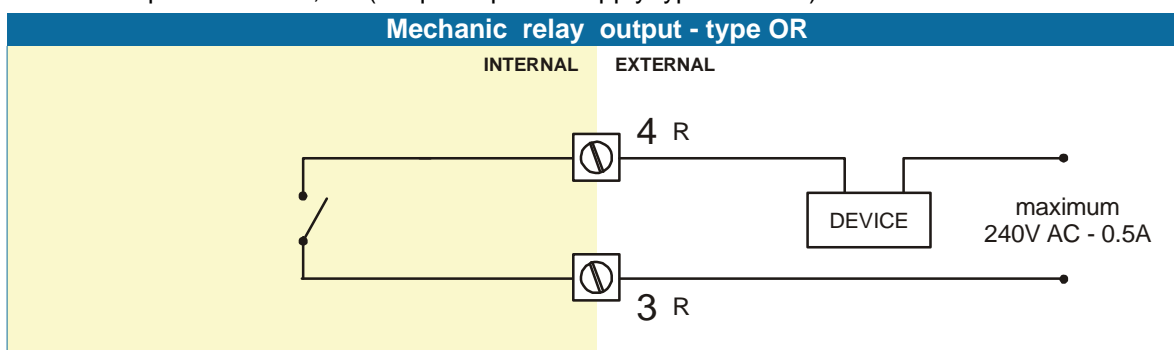 Mechanic relay output - type OR
INTERNAL EXTERNAL
4 R
DEVICE
maximum
240V AC - 0.5A
3 R